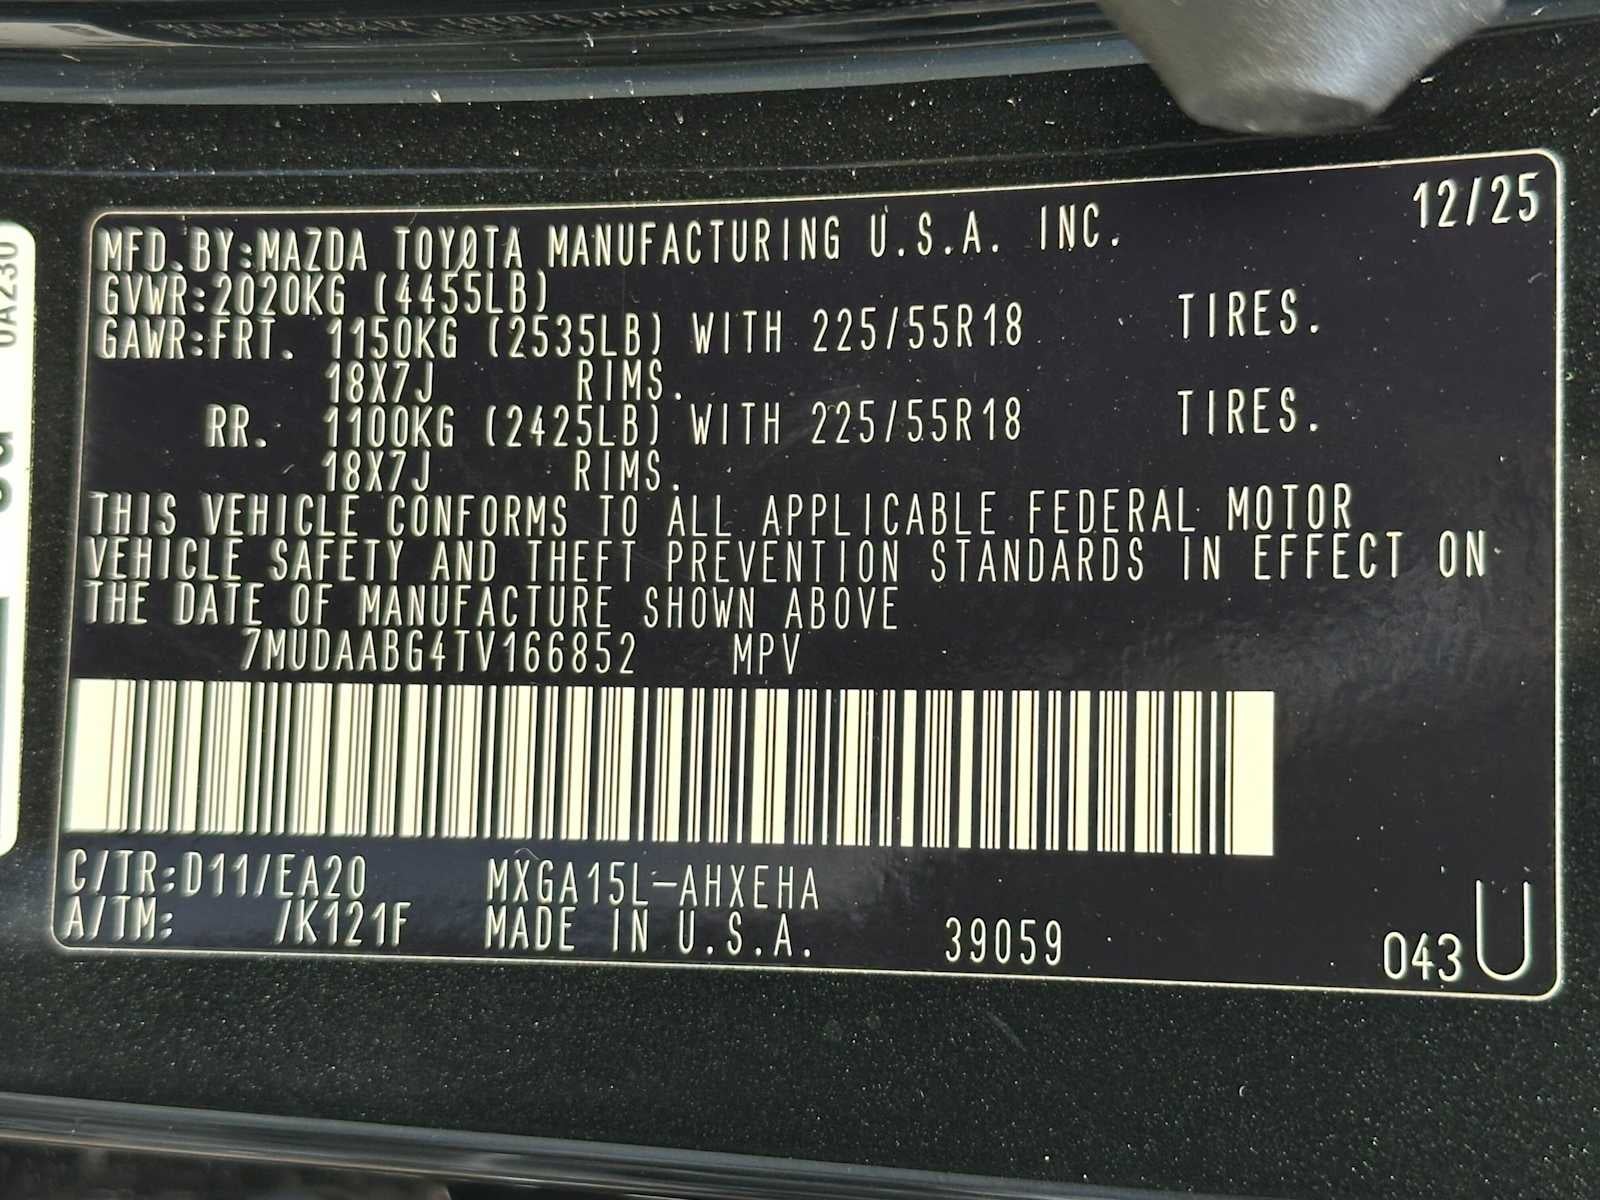 12/25
MFD.BY:MAZDA TOYOTA MANUFACTURING U.S.A. INC.
GVWR:2020KG (4455LB)
GAWR:FRT. 1150KG (2535LB) WITH 225/55R18 TIRES.
18X7J RIMS.
RR. 1100KG (2425LB) WITH 225/55R18 TIRES.
18X7J RIMS.
THIS VEHICLE CONFORMS TO ALL APPLICABLE FEDERAL MOTOR
VEHICLE SAFETY AND THEFT PREVENTION STANDARDS IN EFFECT ON
THE DATE OF MANUFACTURE SHOWN ABOVE
7MUDAABG4TV166852 MPV
C/TR:D11/EA20 MXGA15L-AHXEHA
A/TM: /K121F MADE IN U.S.A. 39059 043 U
0A230